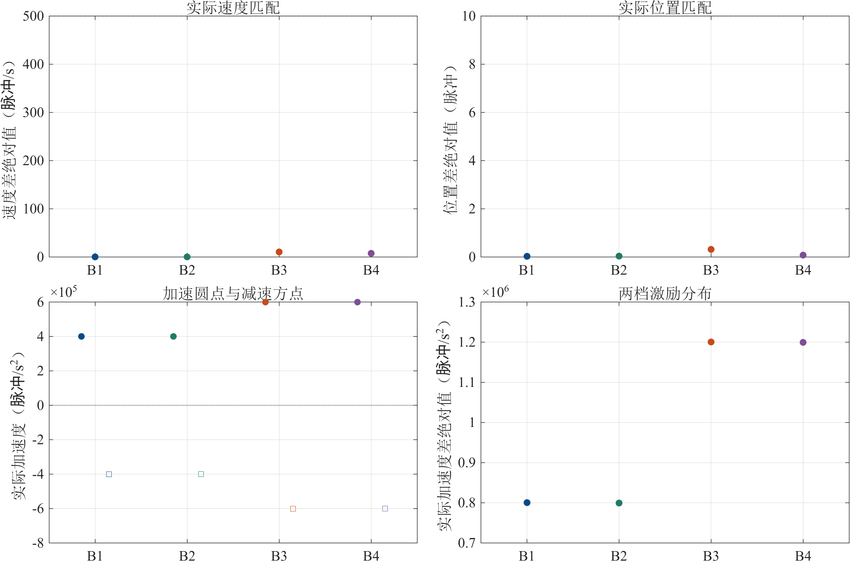 实际速度匹配
速度差绝对值（脉冲/s）
500
400
300
200
100
0
B1 B2 B3 B4
实际位置匹配
位置差绝对值（脉冲）
10
8
6
4
2
0
B1 B2 B3 B4
加速圆点与减速方点
×10⁵
实际加速度（脉冲/s²）
6
4
2
0
-2
-4
-6
-8
B1 B2 B3 B4
两档激励分布
×10⁶
实际加速度差绝对值（脉冲/s²）
1.3
1.2
1.1
1
0.9
0.8
0.7
B1 B2 B3 B4